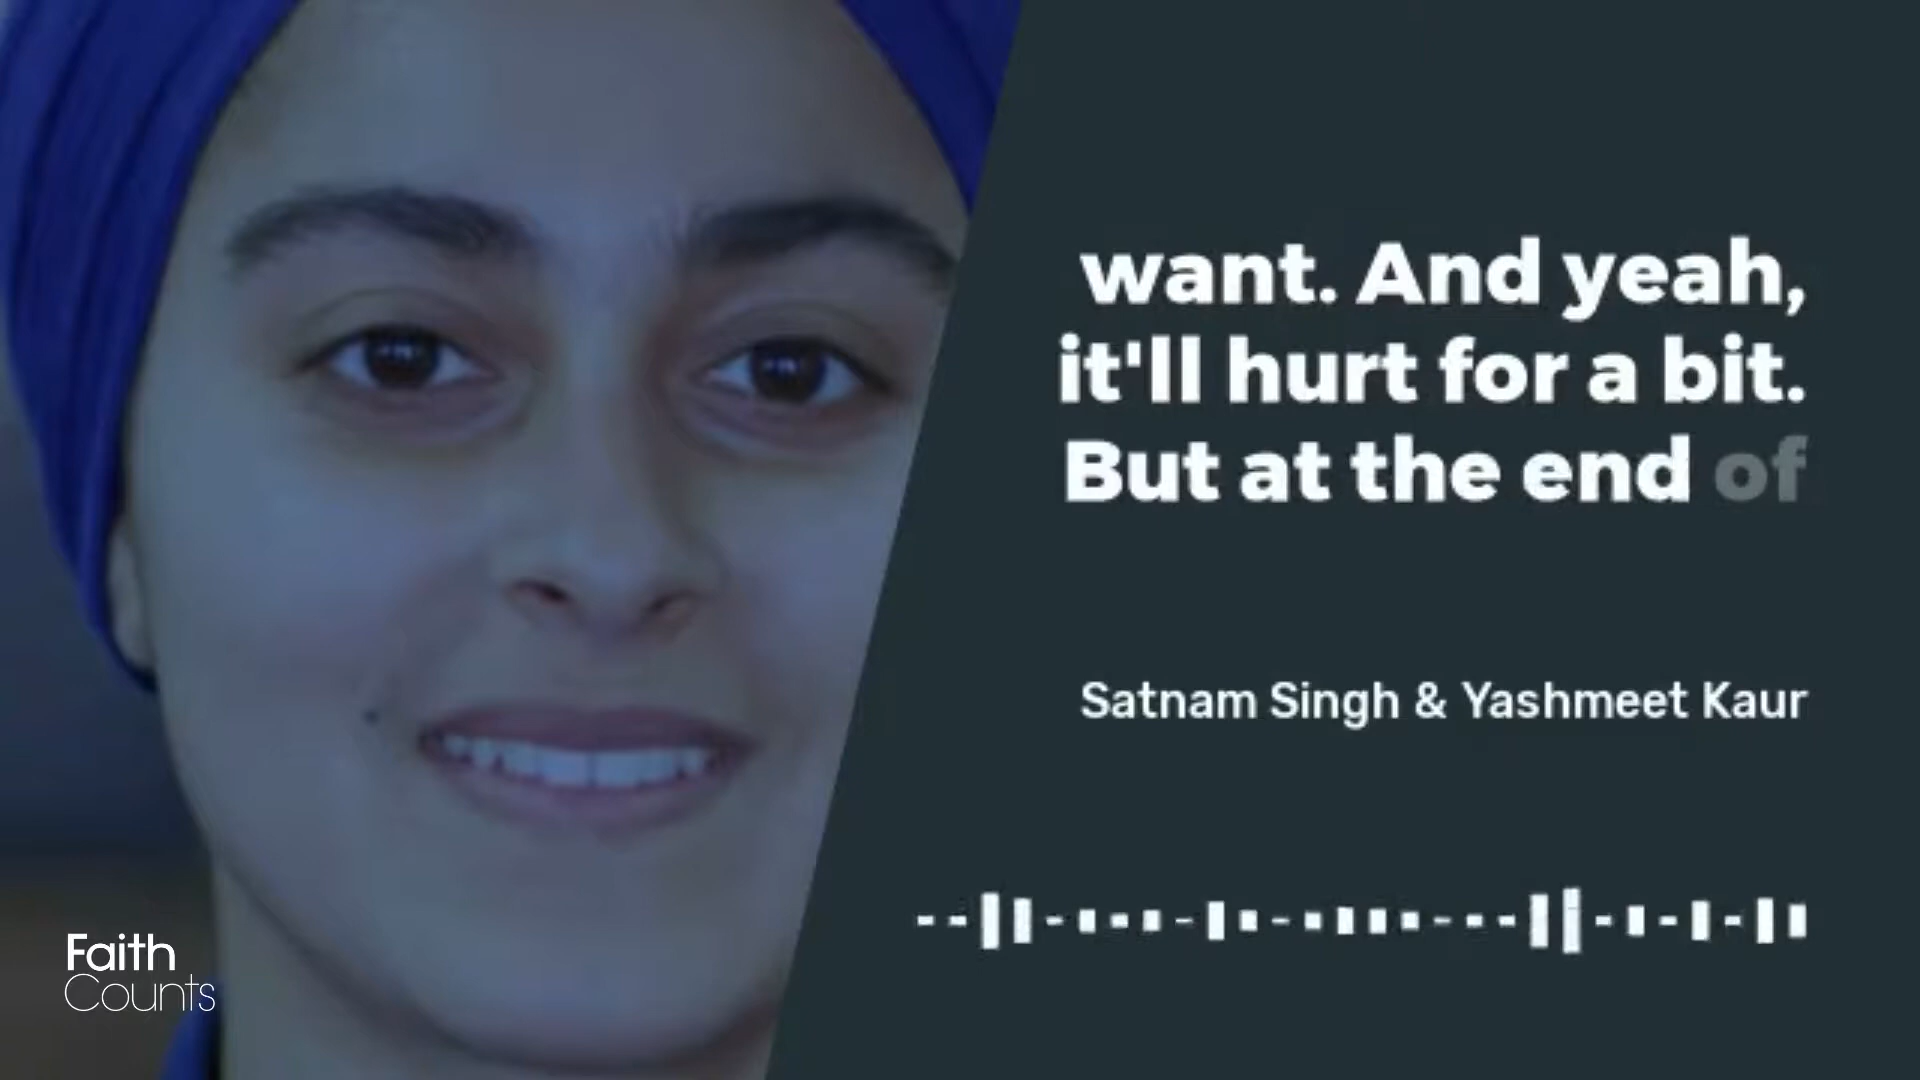 want. And yeah,
it'll hurt for a bit.
But at the end of
Satnam Singh & Yashmeet Kaur
Faith
Counts